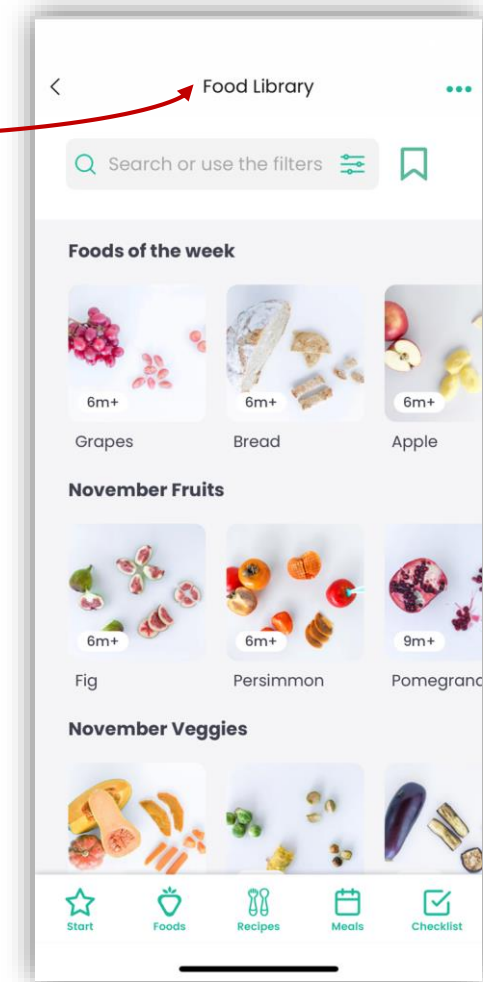 Food Library
Search or use the filters
Foods of the week
6m+
6m+
6m+
Grapes
Bread
Apple
November Fruits
6m+
6m+
9m+
Fig
Persimmon
Pomegrana
November Veggies
Start
Foods
Recipes
Meals
Checklist